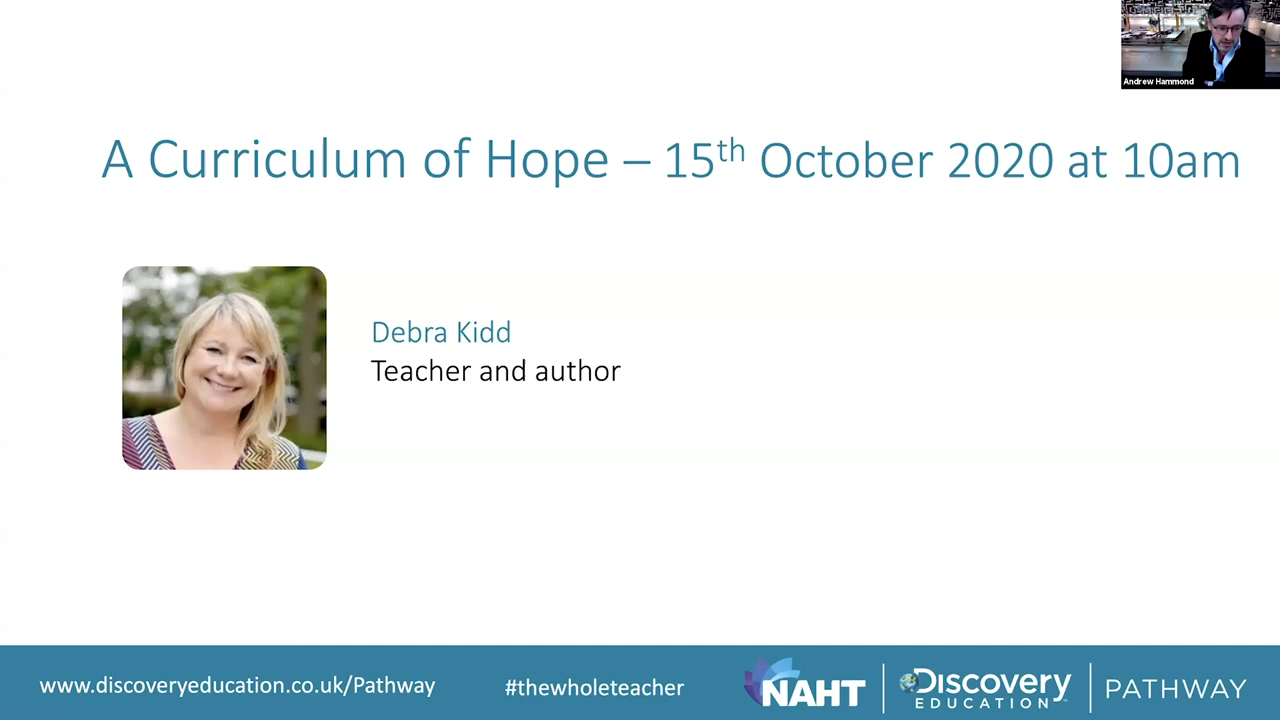 Andrew Hammond
A Curriculum of Hope – 15th October 2020 at 10am
Debra Kidd
Teacher and author
www.discoveryeducation.co.uk/Pathway
#thewholeteacher
NAHT
Discovery
EDUCATION
PATHWAY